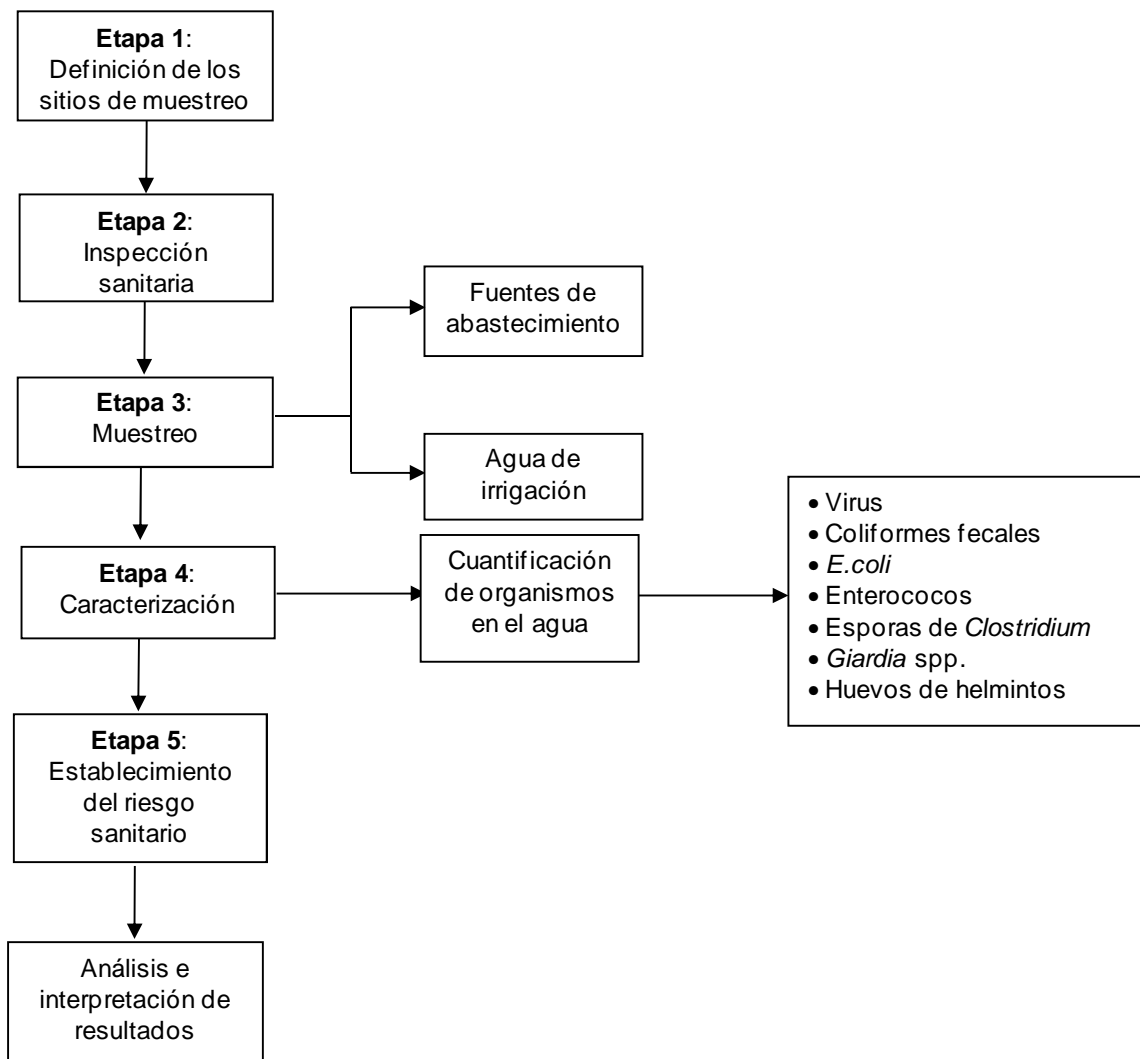 Etapa 1:
Definición de los
sitios de muestreo
Etapa 2:
Inspección
sanitaria
Fuentes de
abastecimiento
Etapa 3:
Muestreo
Agua de
irrigación
Etapa 4:
Caracterización
Cuantificación
de organismos
en el agua
• Virus
• Coliformes fecales
• E.coli
• Enterococos
• Esporas de Clostridium
• Giardia spp.
• Huevos de helmintos
Etapa 5:
Establecimiento
del riesgo
sanitario
Análisis e
interpretación de
resultados